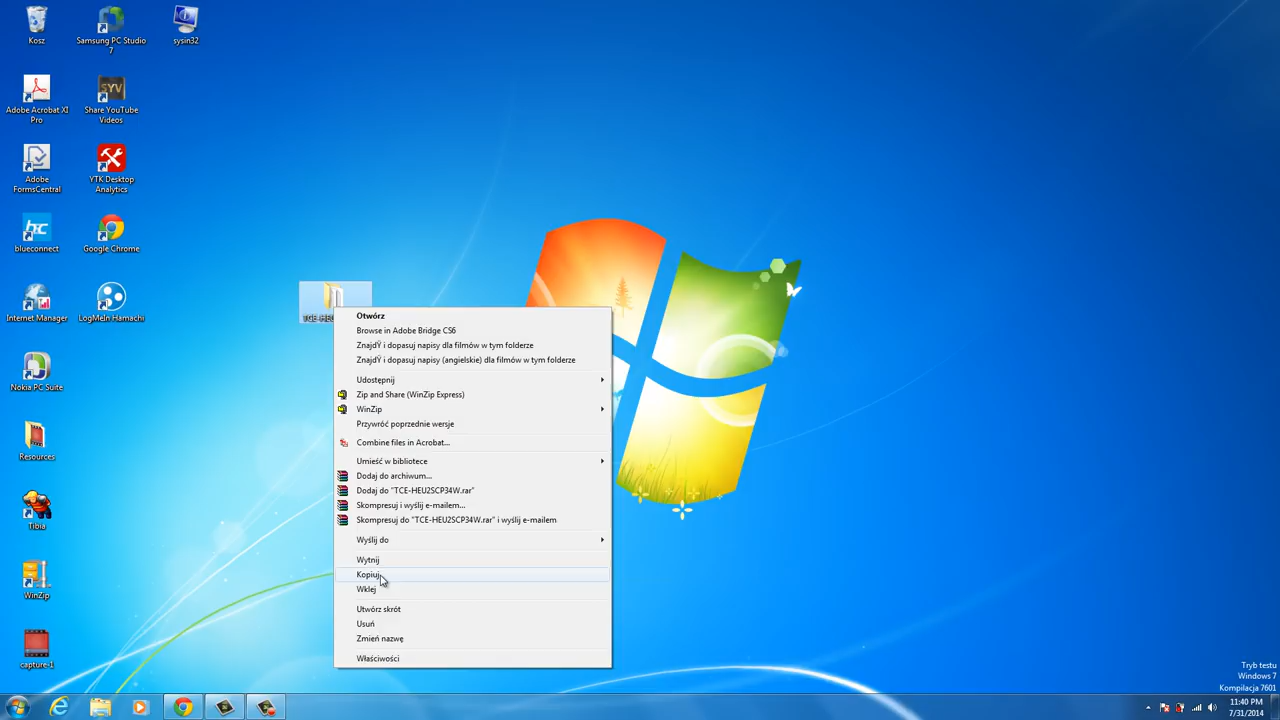 Kosz
Samsung PC Studio
7
sysin32
Adobe Acrobat XI
Pro
SYV
Share YouTube
Videos
Adobe
FormsCentral
YTK Desktop
Analytics
blueconnect
Google Chrome
Internet Manager
LogMeIn Hamachi
Nokia PC Suite
Resources
Tibia
WinZip
capture-1
Otwórz
Browse in Adobe Bridge CS6
ZnajdŸ i dopasuj napisy dla filmów w tym folderze
ZnajdŸ i dopasuj napisy (angielskie) dla filmów w tym folderze
Udostępnij
Zip and Share (WinZip Express)
WinZip
Przywróć poprzednie wersje
Combine files in Acrobat...
Umieść w bibliotece
Dodaj do archiwum...
Dodaj do "TCE-HEU2SCP34W.rar"
Skompresuj i wyślij e-mailem...
Skompresuj do "TCE-HEU2SCP34W.rar" i wyślij e-mailem
Wyślij do
Wytnij
Kopiuj
Wklej
Utwórz skrót
Usuń
Zmień nazwę
Właściwości
Tryb testu
Windows 7
Kompilacja 7601
11:40 PM
7/31/2014